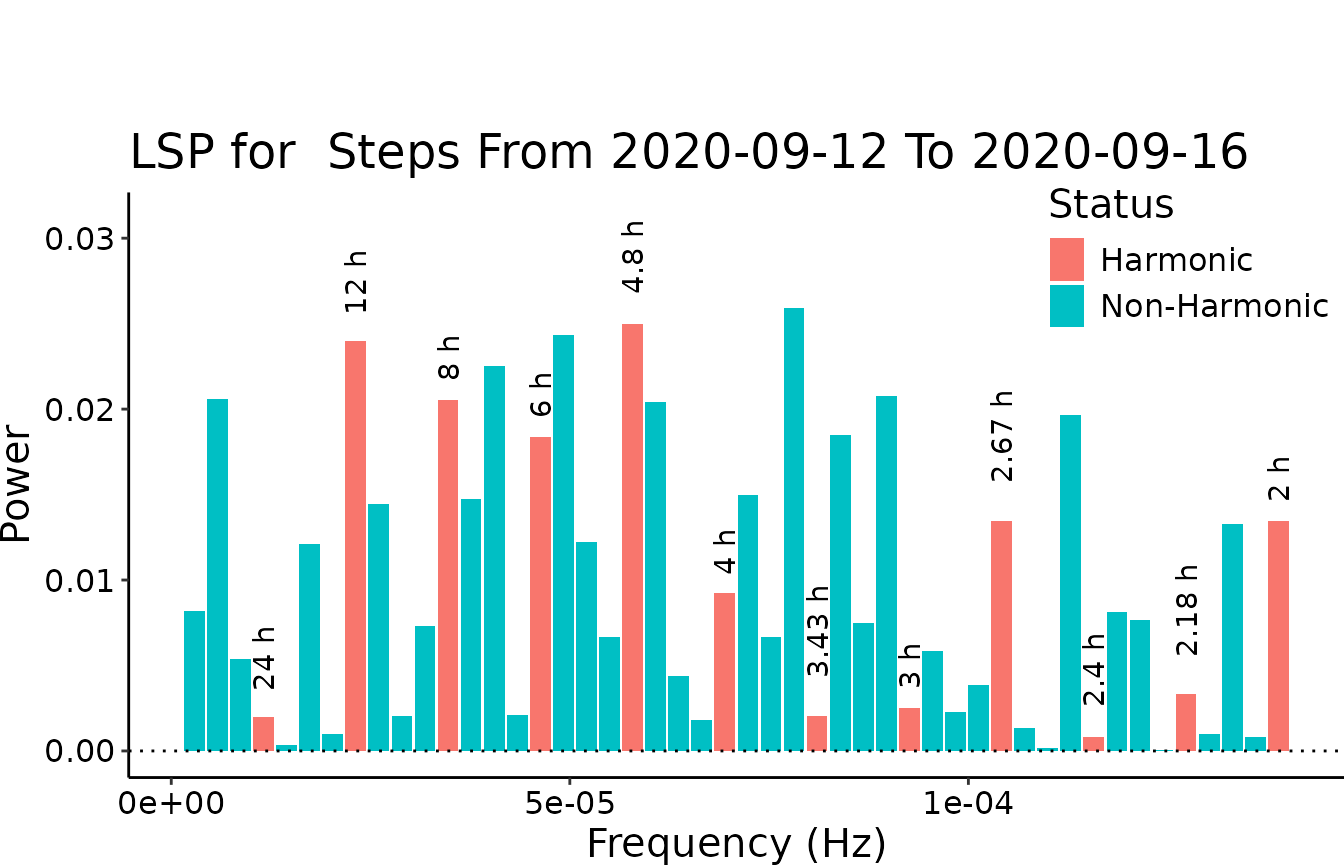 LSP for  Steps From 2020-09-12 To 2020-09-16
Status
Harmonic
Non-Harmonic
Power
0.03
0.02
0.01
0.00
24 h
12 h
8 h
6 h
4.8 h
4 h
3.43 h
3 h
2.67 h
2.4 h
2.18 h
2 h
0e+00
5e-05
1e-04
Frequency (Hz)